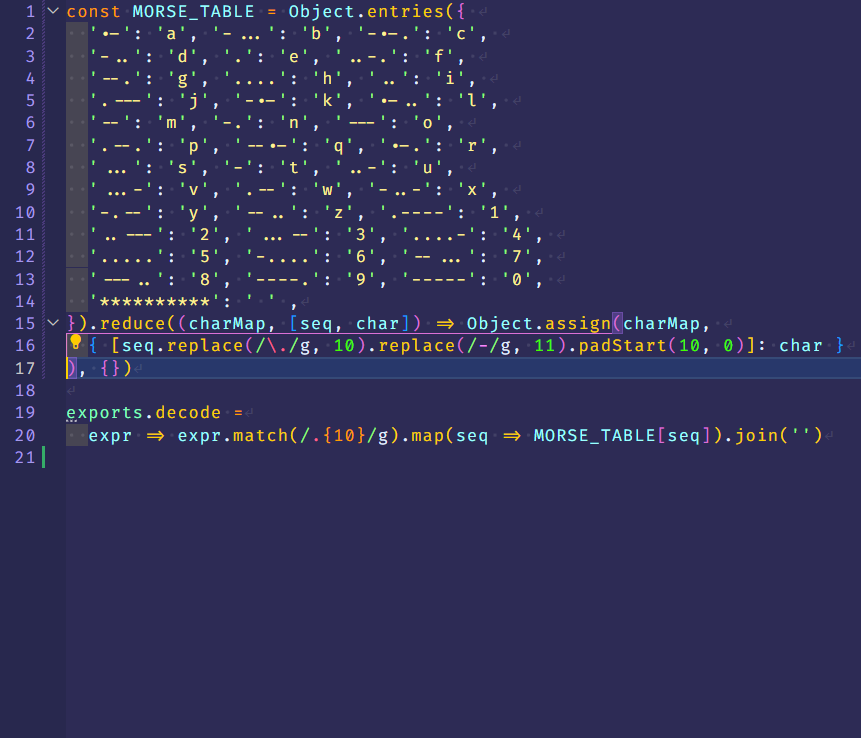 1 const MORSE_TABLE = Object.entries({
2 '.-': 'a', '-...': 'b', '-.-.': 'c',
3 '-..': 'd', '.': 'e', '..-.': 'f',
4 '--.': 'g', '....': 'h', '..': 'i',
5 '.---': 'j', '-.-': 'k', '.-..': 'l',
6 '--': 'm', '-.': 'n', '---': 'o',
7 '.--.': 'p', '--.-': 'q', '.-.': 'r',
8 '...': 's', '-': 't', '..-': 'u',
9 '...-': 'v', '.--': 'w', '-..-': 'x',
10 '-.--': 'y', '--..': 'z', '.----': '1',
11 '..---': '2', '...--': '3', '....-': '4',
12 '.....': '5', '-....': '6', '--...': '7',
13 '---..': '8', '----.': '9', '-----': '0',
14 '**********': ' ' ,
15 }).reduce((charMap, [seq, char]) => Object.assign(charMap,
16 { [seq.replace(/\./g, 10).replace(/-/g, 11).padStart(10, 0)]: char }
17 ), {})
18
19 exports.decode =
20 expr => expr.match(/.{10}/g).map(seq => MORSE_TABLE[seq]).join('')
21